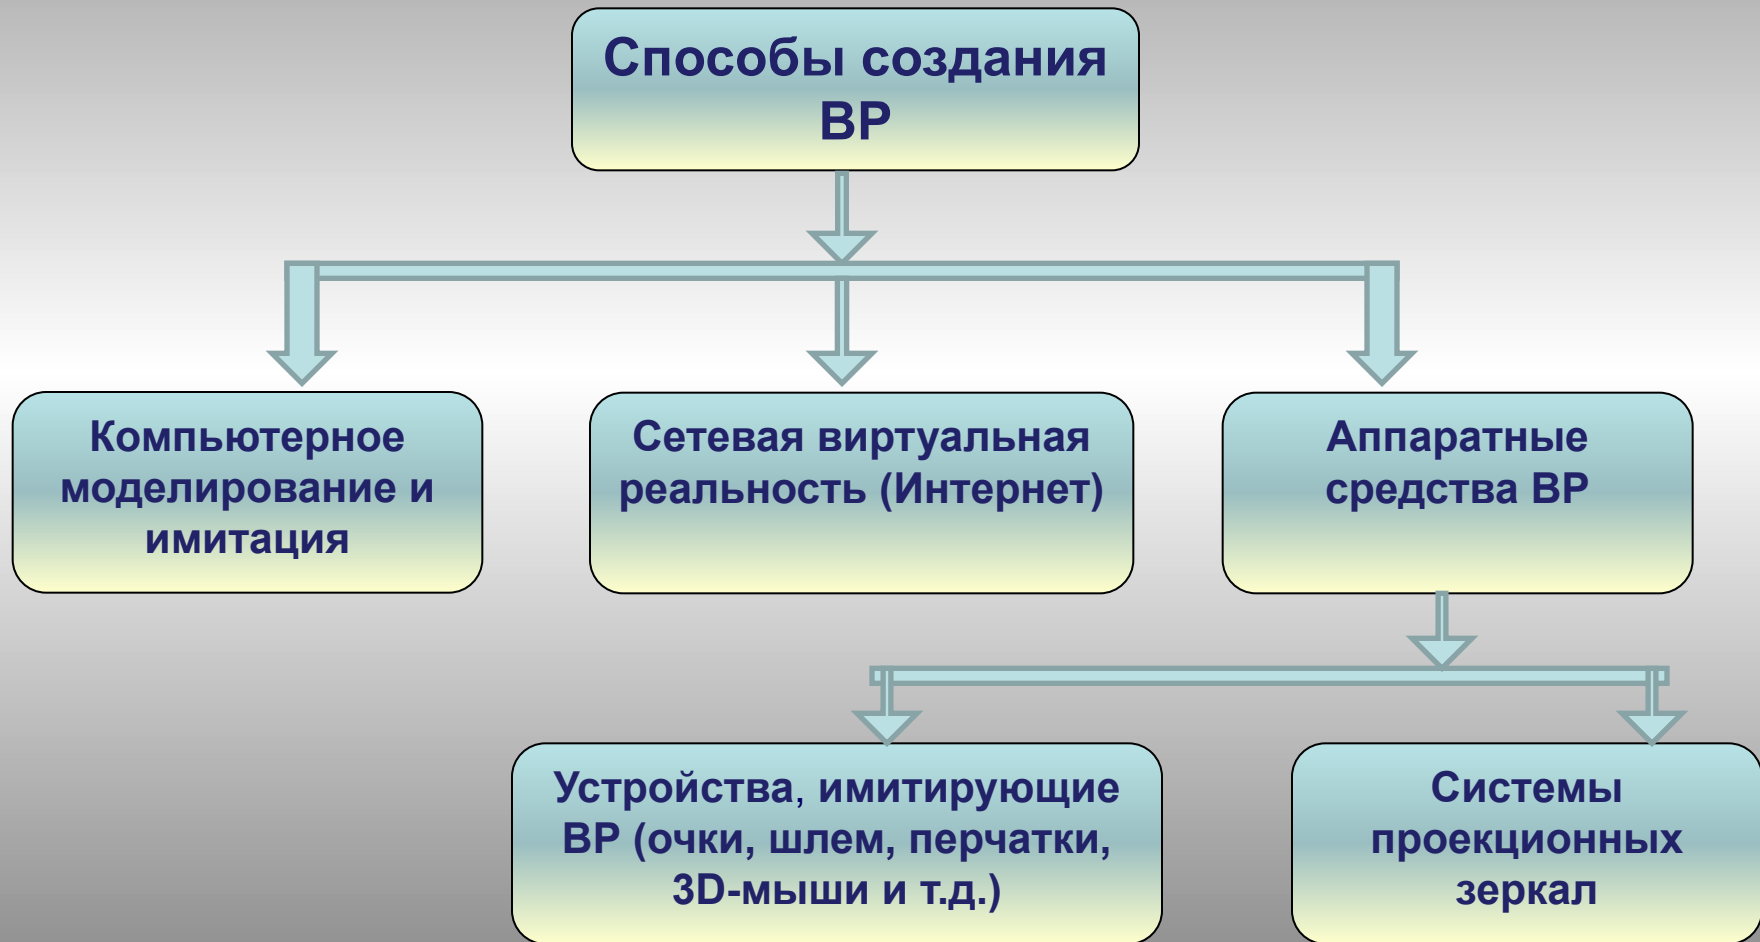 Способы создания
ВР
Компьютерное
моделирование и
имитация
Сетевая виртуальная
реальность (Интернет)
Аппаратные
средства ВР
Устройства, имитирующие
ВР (очки, шлем, перчатки,
3D-мыши и т.д.)
Системы
проекционных
зеркал